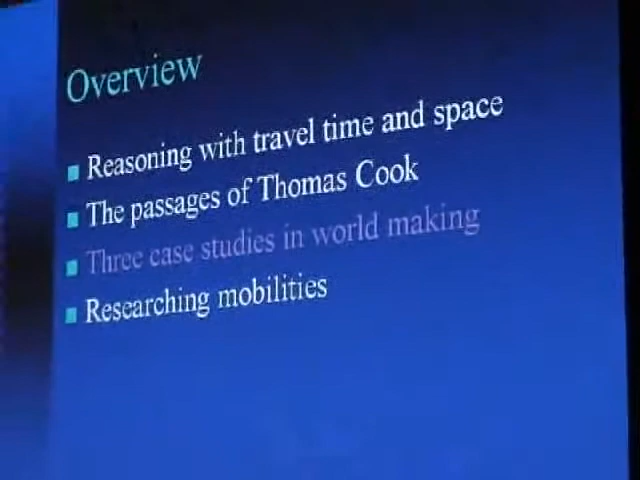 Overview
Reasoning with travel time and space
The passages of Thomas Cook
Three case studies in world making
Researching mobilities